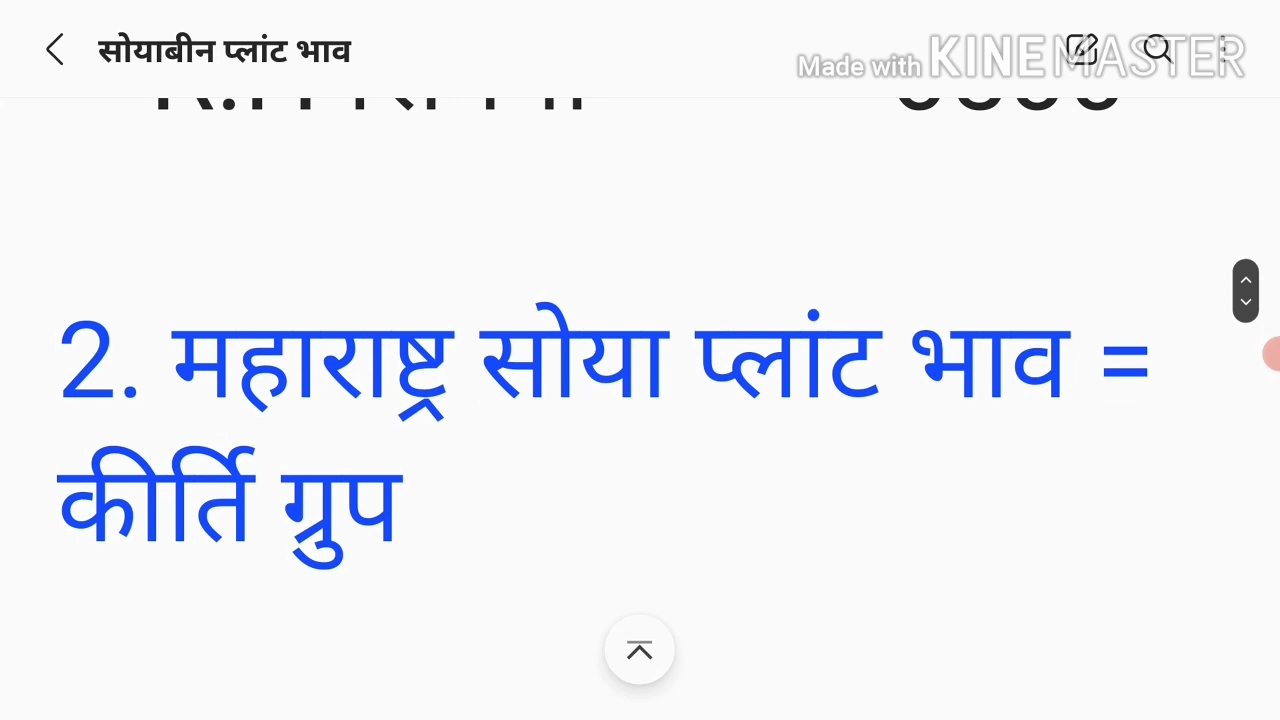 सोयाबीन प्लांट भाव
Made with KINEMASTER
2. महाराष्ट्र सोया प्लांट भाव =
कीर्ति ग्रुप